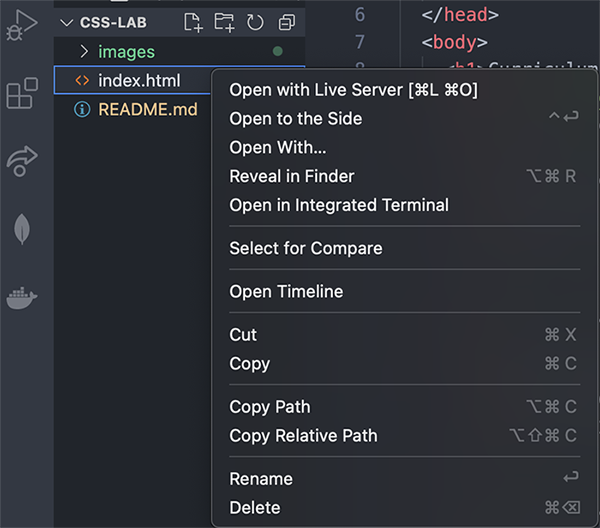 CSS-LAB
images
index.html
README.md
6 </head>
7 <body>
<h1>Curriculum
Open with Live Server [⌘L ⌘O]
Open to the Side ^↩
Open With...
Reveal in Finder ⌥⌘ R
Open in Integrated Terminal
Select for Compare
Open Timeline
Cut ⌘ X
Copy ⌘ C
Copy Path ⌥⌘ C
Copy Relative Path ⌥⇧⌘ C
Rename ↩
Delete ⌘⌫